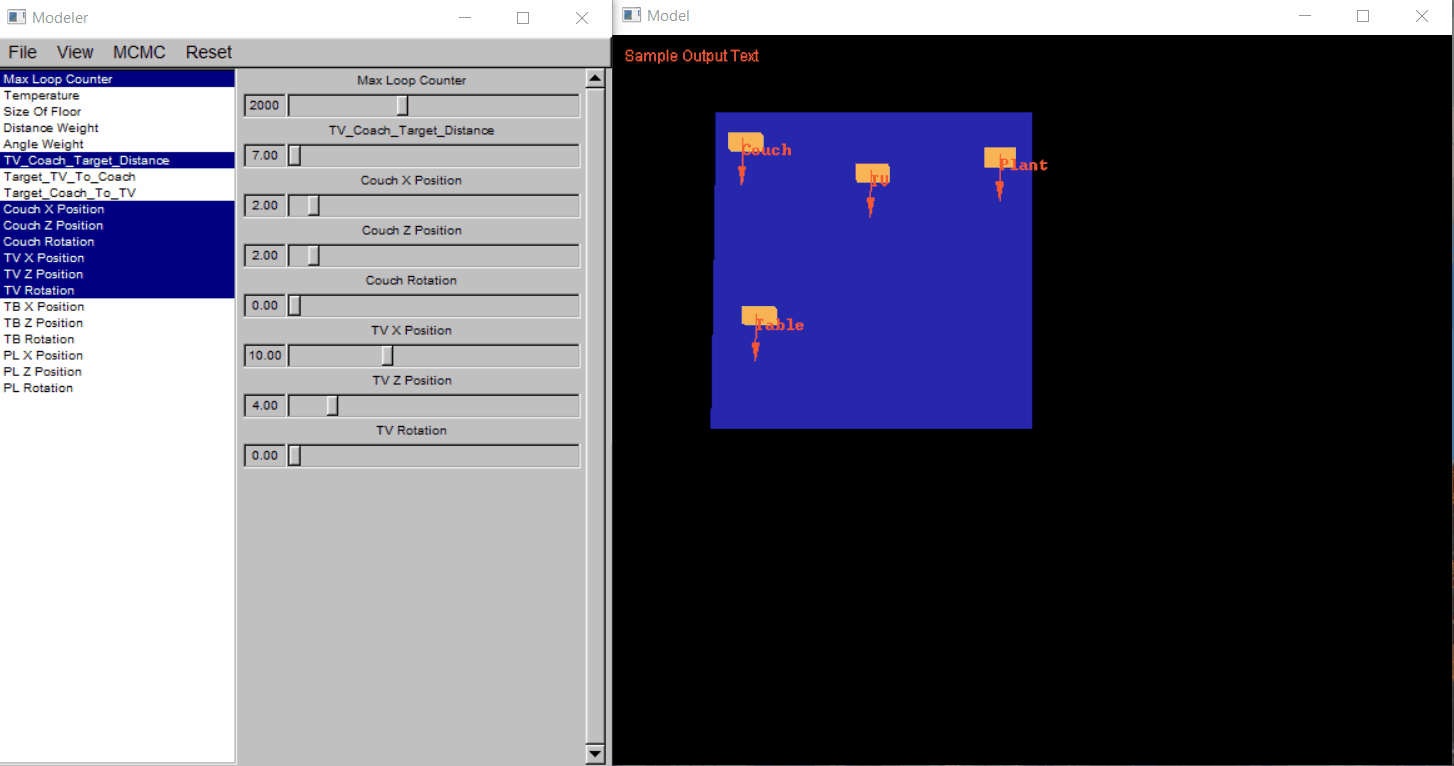 Modeler
File View MCMC Reset
Max Loop Counter
Temperature
Size Of Floor
Distance Weight
Angle Weight
TV_Coach_Target_Distance
Target_TV_To_Coach
Target_Coach_To_TV
Couch X Position
Couch Z Position
Couch Rotation
TV X Position
TV Z Position
TV Rotation
TB X Position
TB Z Position
TB Rotation
PL X Position
PL Z Position
PL Rotation
Max Loop Counter
2000
TV_Coach_Target_Distance
7.00
Couch X Position
2.00
Couch Z Position
2.00
Couch Rotation
0.00
TV X Position
10.00
TV Z Position
4.00
TV Rotation
0.00
Model
Sample Output Text
Couch
Plant
TV
Table